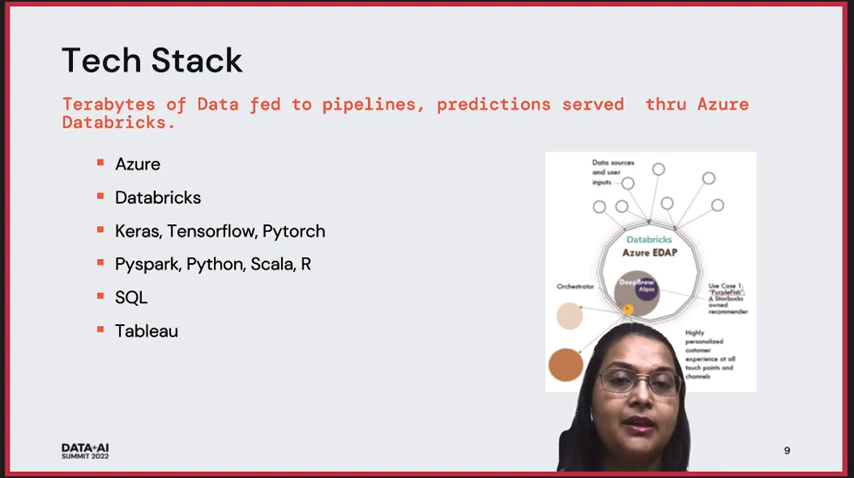 Tech Stack
Terabytes of Data fed to pipelines, predictions served thru Azure
Databricks.
Azure
Databricks
Keras, Tensorflow, Pytorch
Pyspark, Python, Scala, R
SQL
Tableau
Data sources
and user
inputs
Databricks
Azure EDAP
DeepBrew
Algos
Orchestrator
Use Case 1:
"PurpleFish"
A Starbucks
owned
recommender
Highly
personalized
customer
experience at all
touch points and
channels
DATA+AI
SUMMIT 2022
9